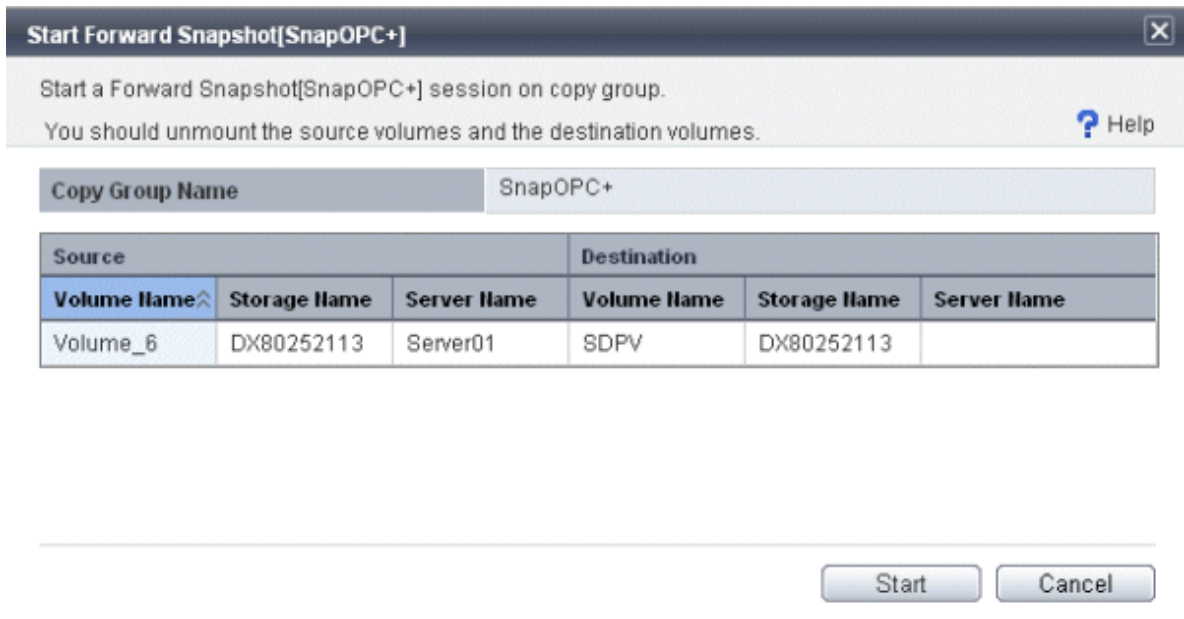 Start Forward Snapshot[SnapOPC+]
Start a Forward Snapshot[SnapOPC+] session on copy group.
You should unmount the source volumes and the destination volumes.
? Help
Copy Group Name SnapOPC+
Source Destination
Volume Name Storage Name Server Name Volume Name Storage Name Server Name
Volume_6 DX80252113 Server01 SDPV DX80252113
Start Cancel